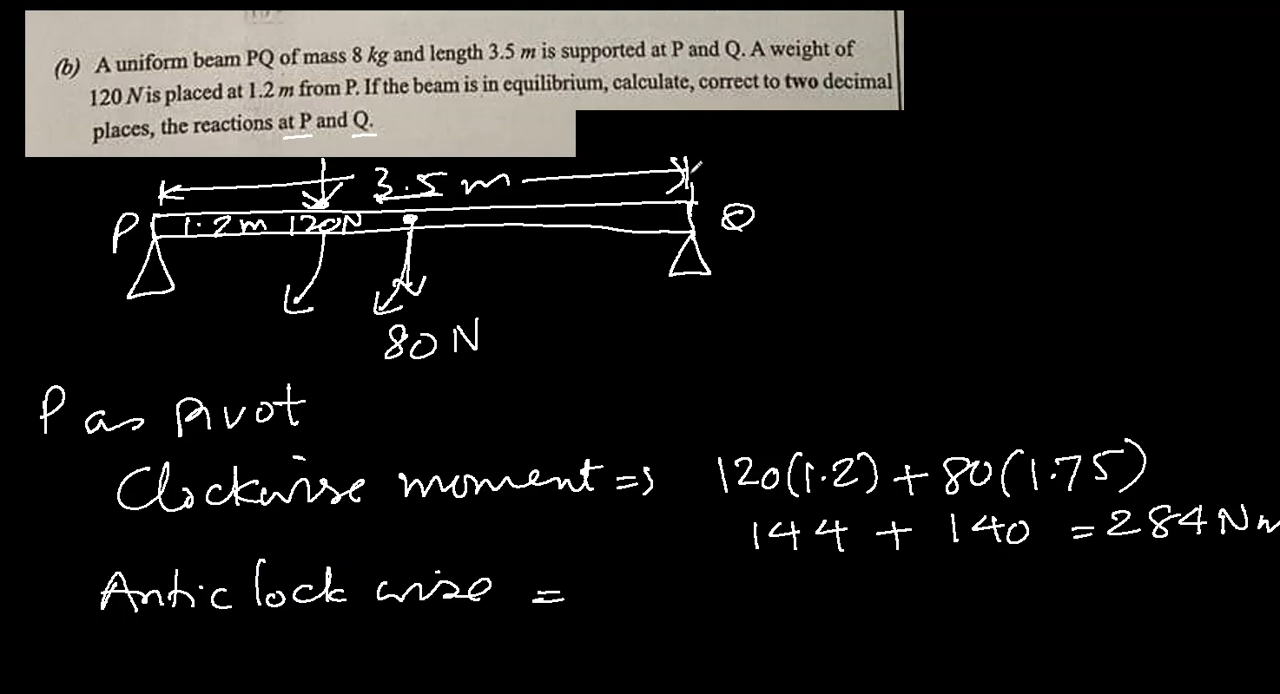 (b) A uniform beam PQ of mass 8 kg and length 3.5 m is supported at P and Q. A weight of
120 N is placed at 1.2 m from P. If the beam is in equilibrium, calculate, correct to two decimal
places, the reactions at P and Q.
3.5 m
P 1.2m 120N Q
80 N
P as Pivot
Clockwise moment => 120(1.2) + 80(1.75)
144 + 140 = 284 Nm
Anticlockwise =